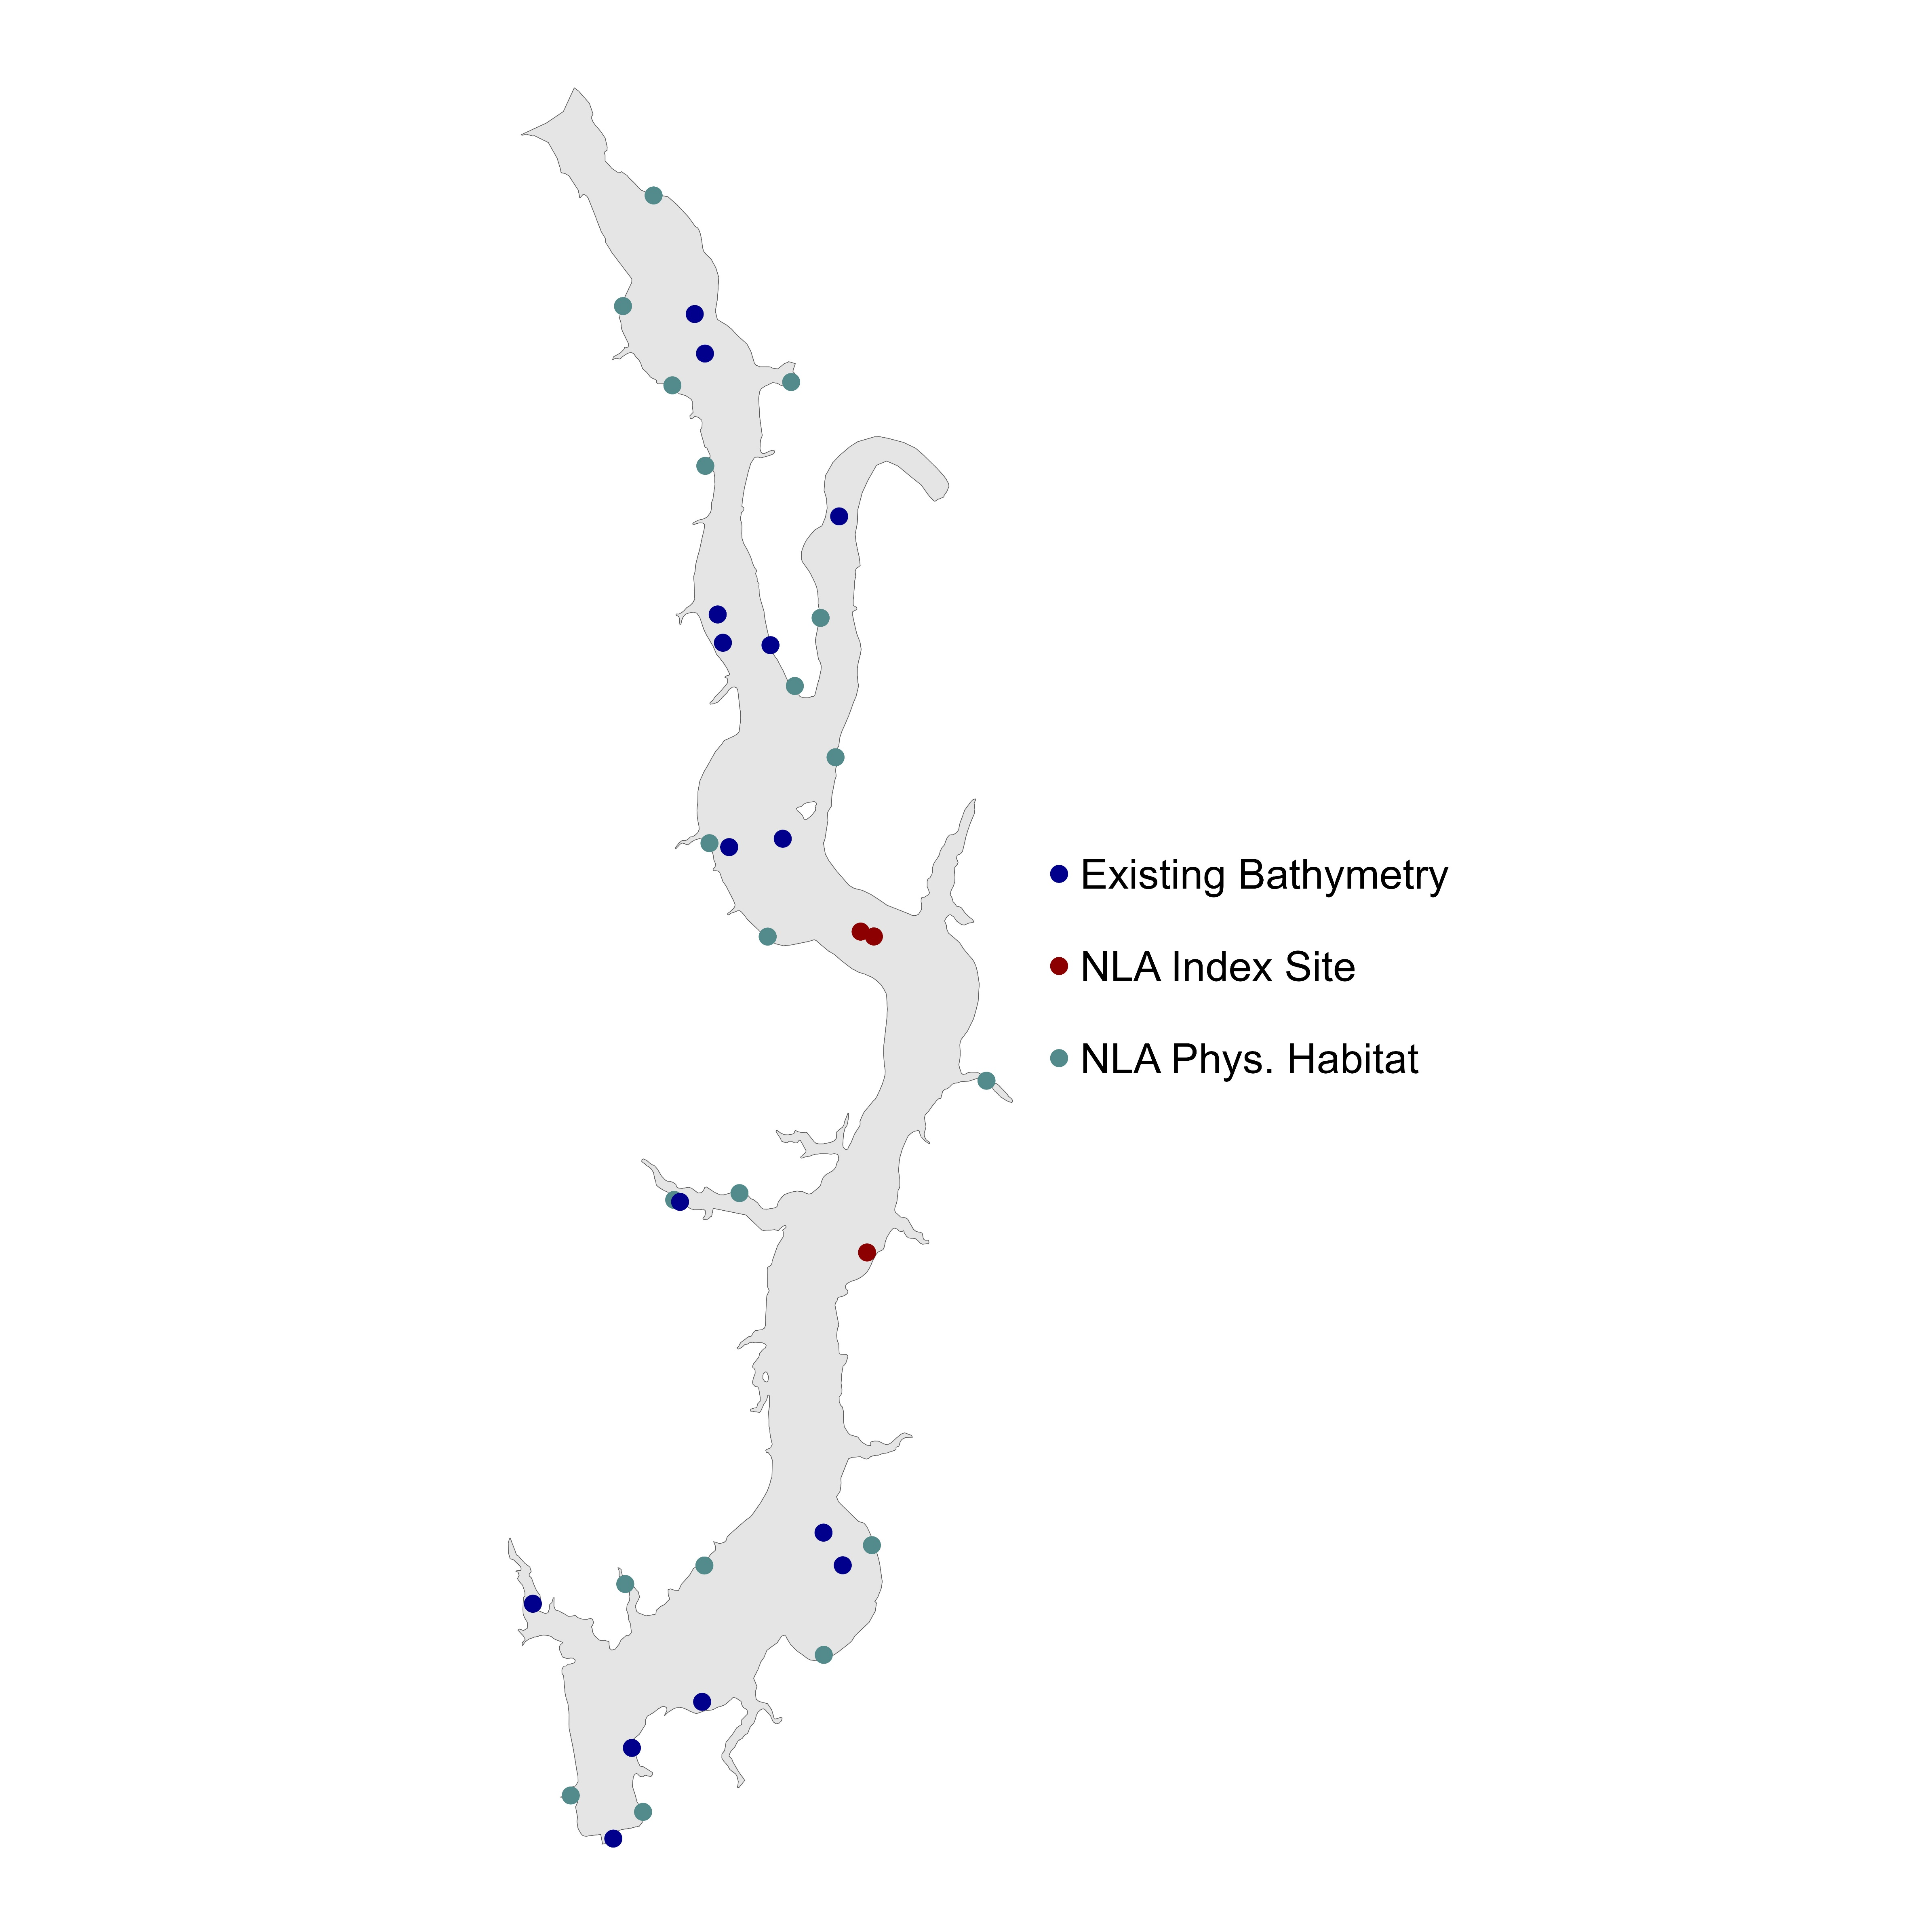 Existing Bathymetry
NLA Index Site
NLA Phys. Habitat